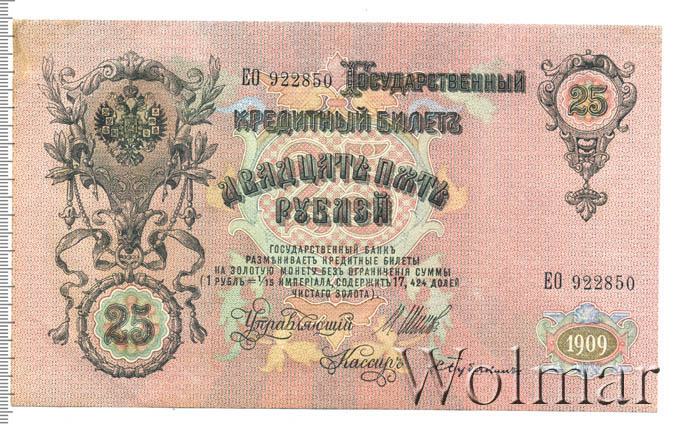 ЕО 922850 Государственный
25
Кредитный Билетъ
Двадцать пять
рублей
Государственный банкъ
размѣниваетъ кредитные билеты
на золотую монету безъ ограниченія суммы
(1 рубль = 1/15 имперіала, содержитъ 17,424 долей
чистаго золота).
ЕО 922850
25
Управляющій
И. Шиповъ
1909
Кассиръ
Wolmar